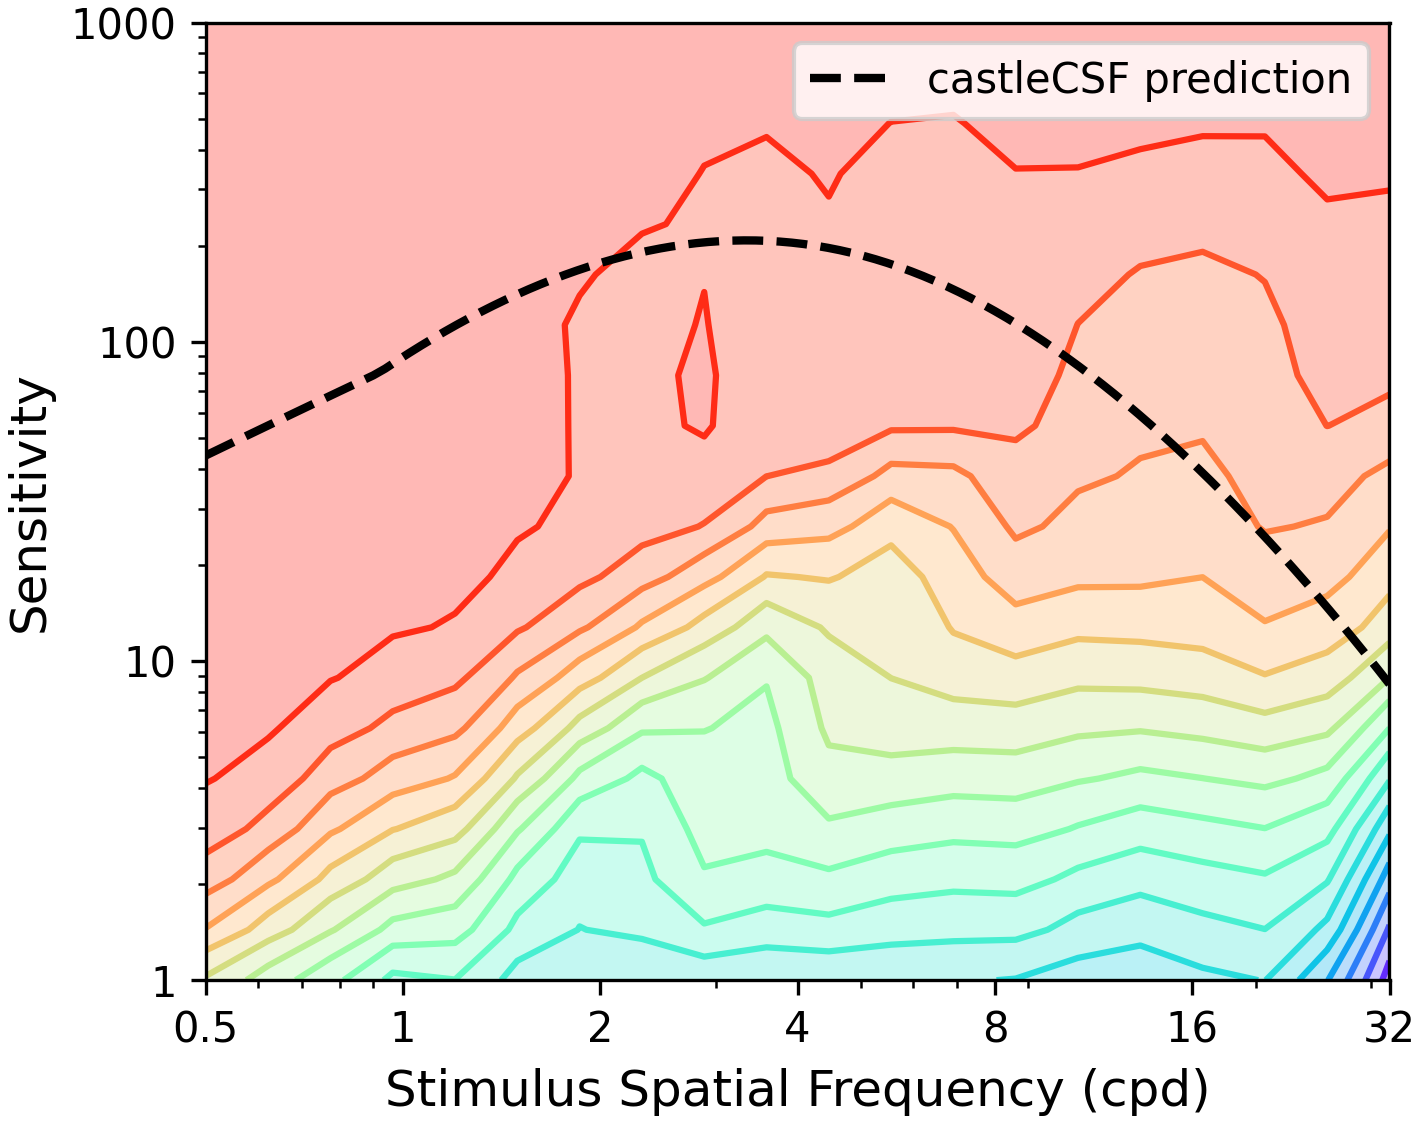 1000
castleCSF prediction
100
Sensitivity
10
1
0.5 1 2 4 8 16 32
Stimulus Spatial Frequency (cpd)